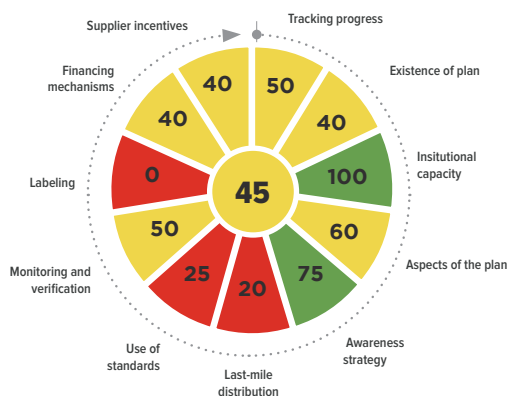 Supplier incentives
Tracking progress
Financing
mechanisms
Existence of plan
40
50
40
40
Insitutional
capacity
Labeling
0
100
45
50
60
Monitoring and
verification
Aspects of the plan
25
75
20
Use of
standards
Awareness
strategy
Last-mile
distribution